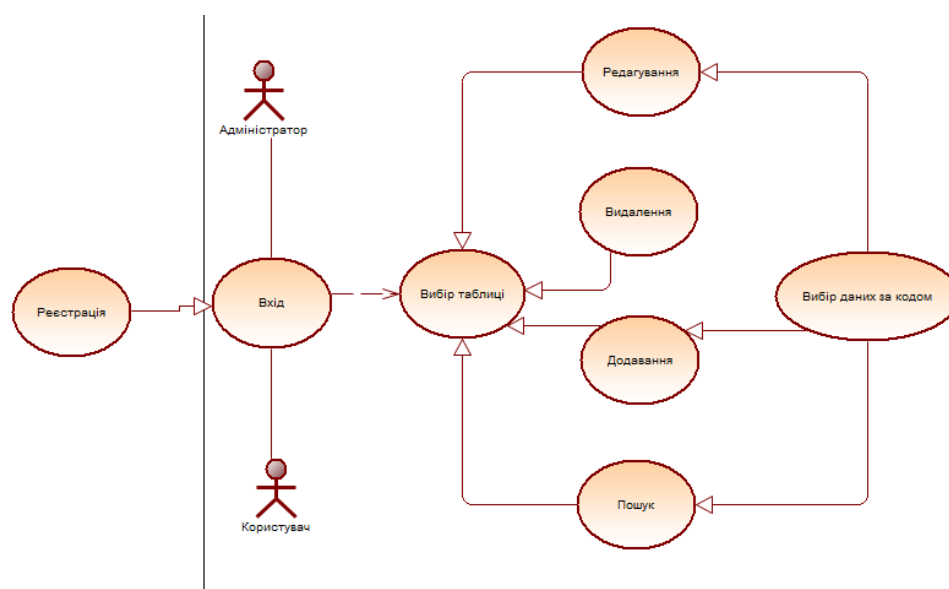 Редагування
Адміністратор
Видалення
Реєстрація
Вхід
Вибір таблиці
Вибір даних за кодом
Додавання
Пошук
Користувач